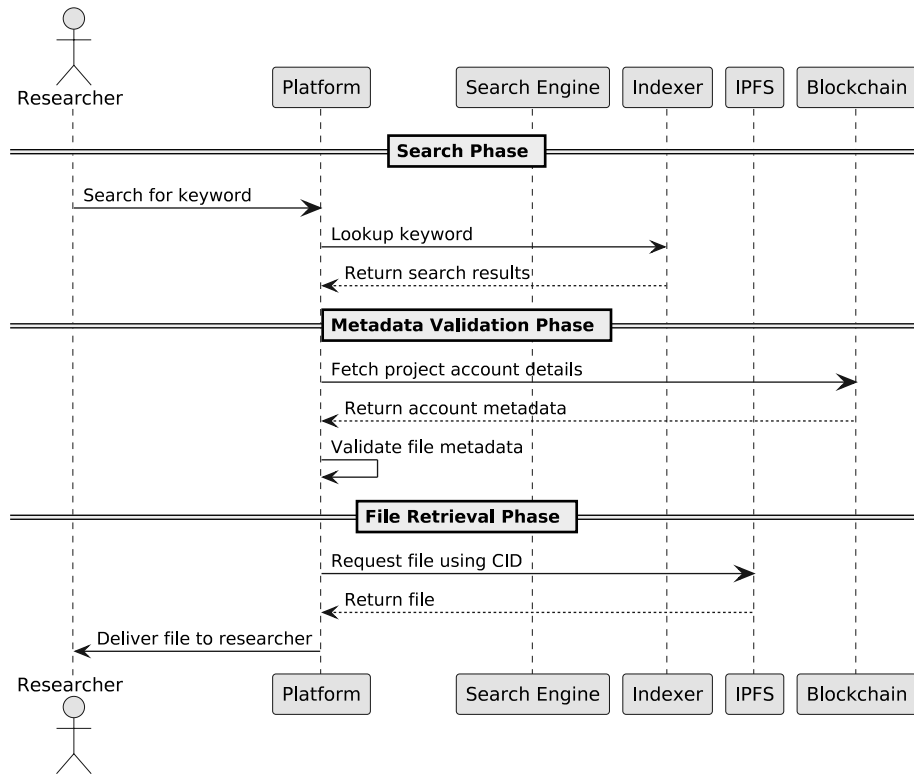 Researcher
Platform
Search Engine
Indexer
IPFS
Blockchain
Search Phase
Search for keyword
Lookup keyword
Return search results
Metadata Validation Phase
Fetch project account details
Return account metadata
Validate file metadata
File Retrieval Phase
Request file using CID
Return file
Deliver file to researcher
Researcher
Platform
Search Engine
Indexer
IPFS
Blockchain